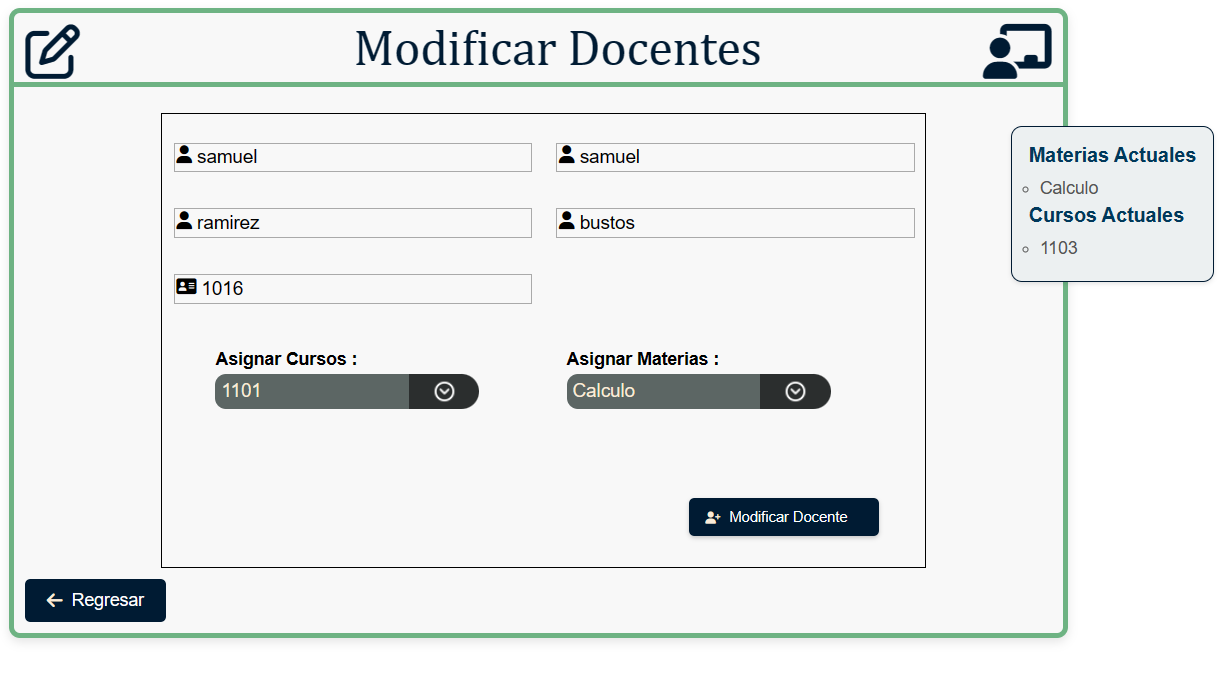 Modificar Docentes
samuel
samuel
ramirez
bustos
1016
Asignar Cursos :
Asignar Materias :
1101
Calculo
Modificar Docente
Regresar
Materias Actuales
Calculo
Cursos Actuales
1103